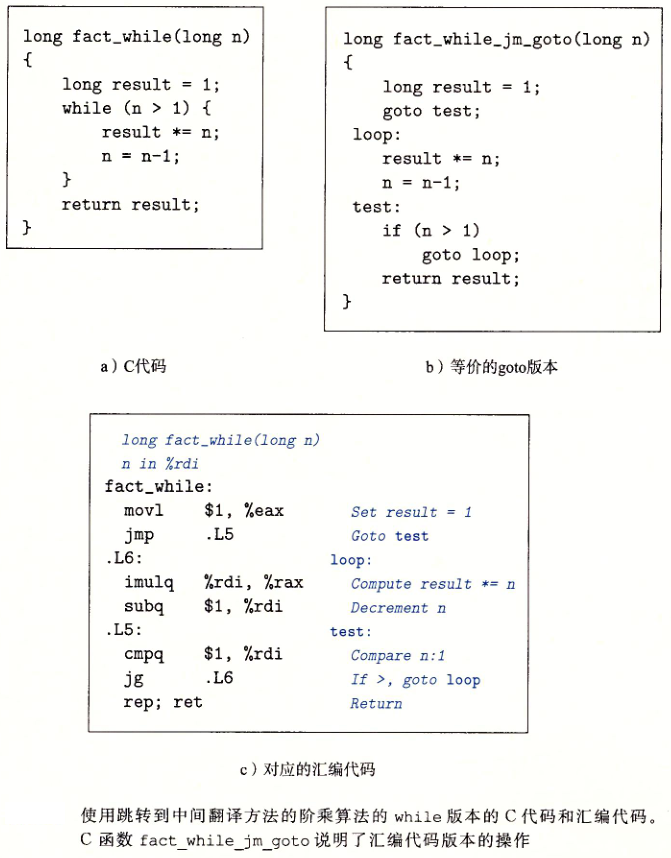 long fact_while(long n)
{
    long result = 1;
    while (n > 1) {
        result *= n;
        n = n-1;
    }
    return result;
}
a）C代码
long fact_while_jm_goto(long n)
{
    long result = 1;
    goto test;
 loop:
    result *= n;
    n = n-1;
 test:
    if (n > 1)
        goto loop;
    return result;
}
b）等价的goto版本
long fact_while(long n)
n in %rdi
fact_while:
  movl    $1, %eax    Set result = 1
  jmp     .L5    Goto test
.L6:    loop:
  imulq   %rdi, %rax    Compute result *= n
  subq    $1, %rdi    Decrement n
.L5:    test:
  cmpq    $1, %rdi    Compare n:1
  jg      .L6    If >, goto loop
  rep; ret    Return
c）对应的汇编代码
使用跳转到中间翻译方法的阶乘算法的 while 版本的 C 代码和汇编代码。
C 函数 fact_while_jm_goto 说明了汇编代码版本的操作